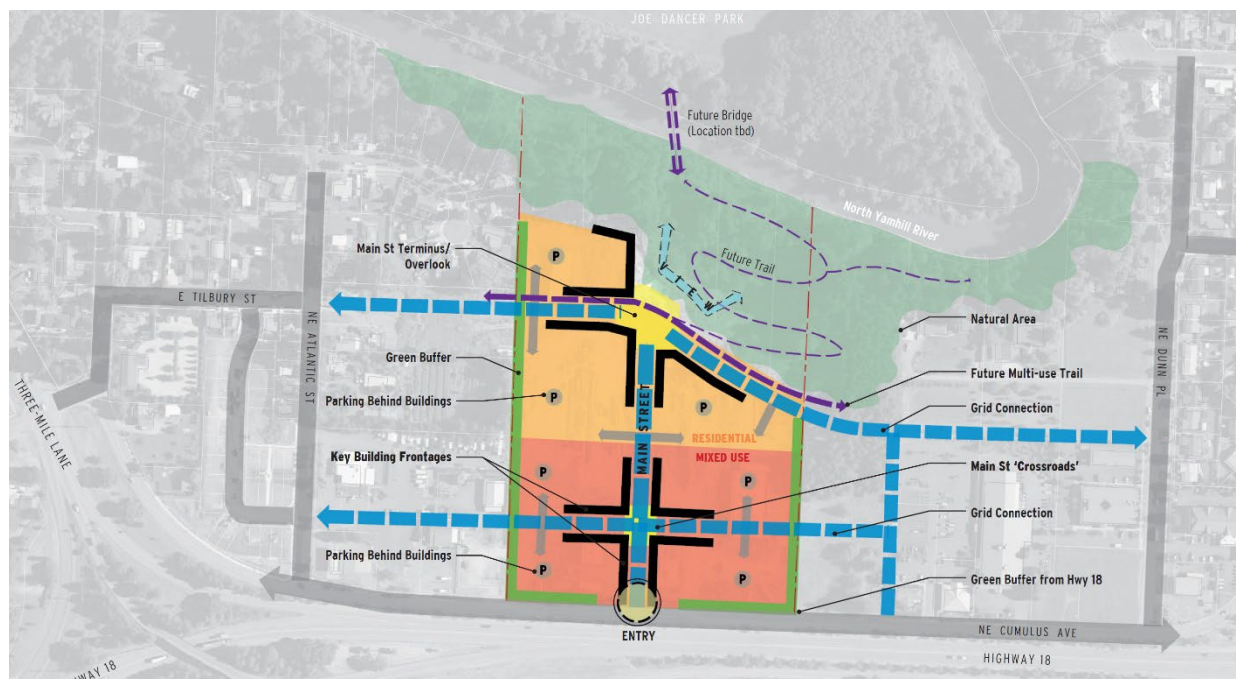 JOE DANCER PARK
Future Bridge
(Location tbd)
North Yamhill River
Main St Terminus/
Overlook
P
VIEW
Future Trail
E TILBURY ST
NE ATLANTIC ST
Natural Area
NE DUNN PL
Green Buffer
Future Multi-use Trail
THREE-MILE LANE
Parking Behind Buildings
P
P
Grid Connection
MAIN STREET
RESIDENTIAL
MIXED USE
Key Building Frontages
Main St 'Crossroads'
P
P
Grid Connection
Parking Behind Buildings
P
P
Green Buffer from Hwy 18
ENTRY
NE CUMULUS AVE
HIGHWAY 18
HWAY 18